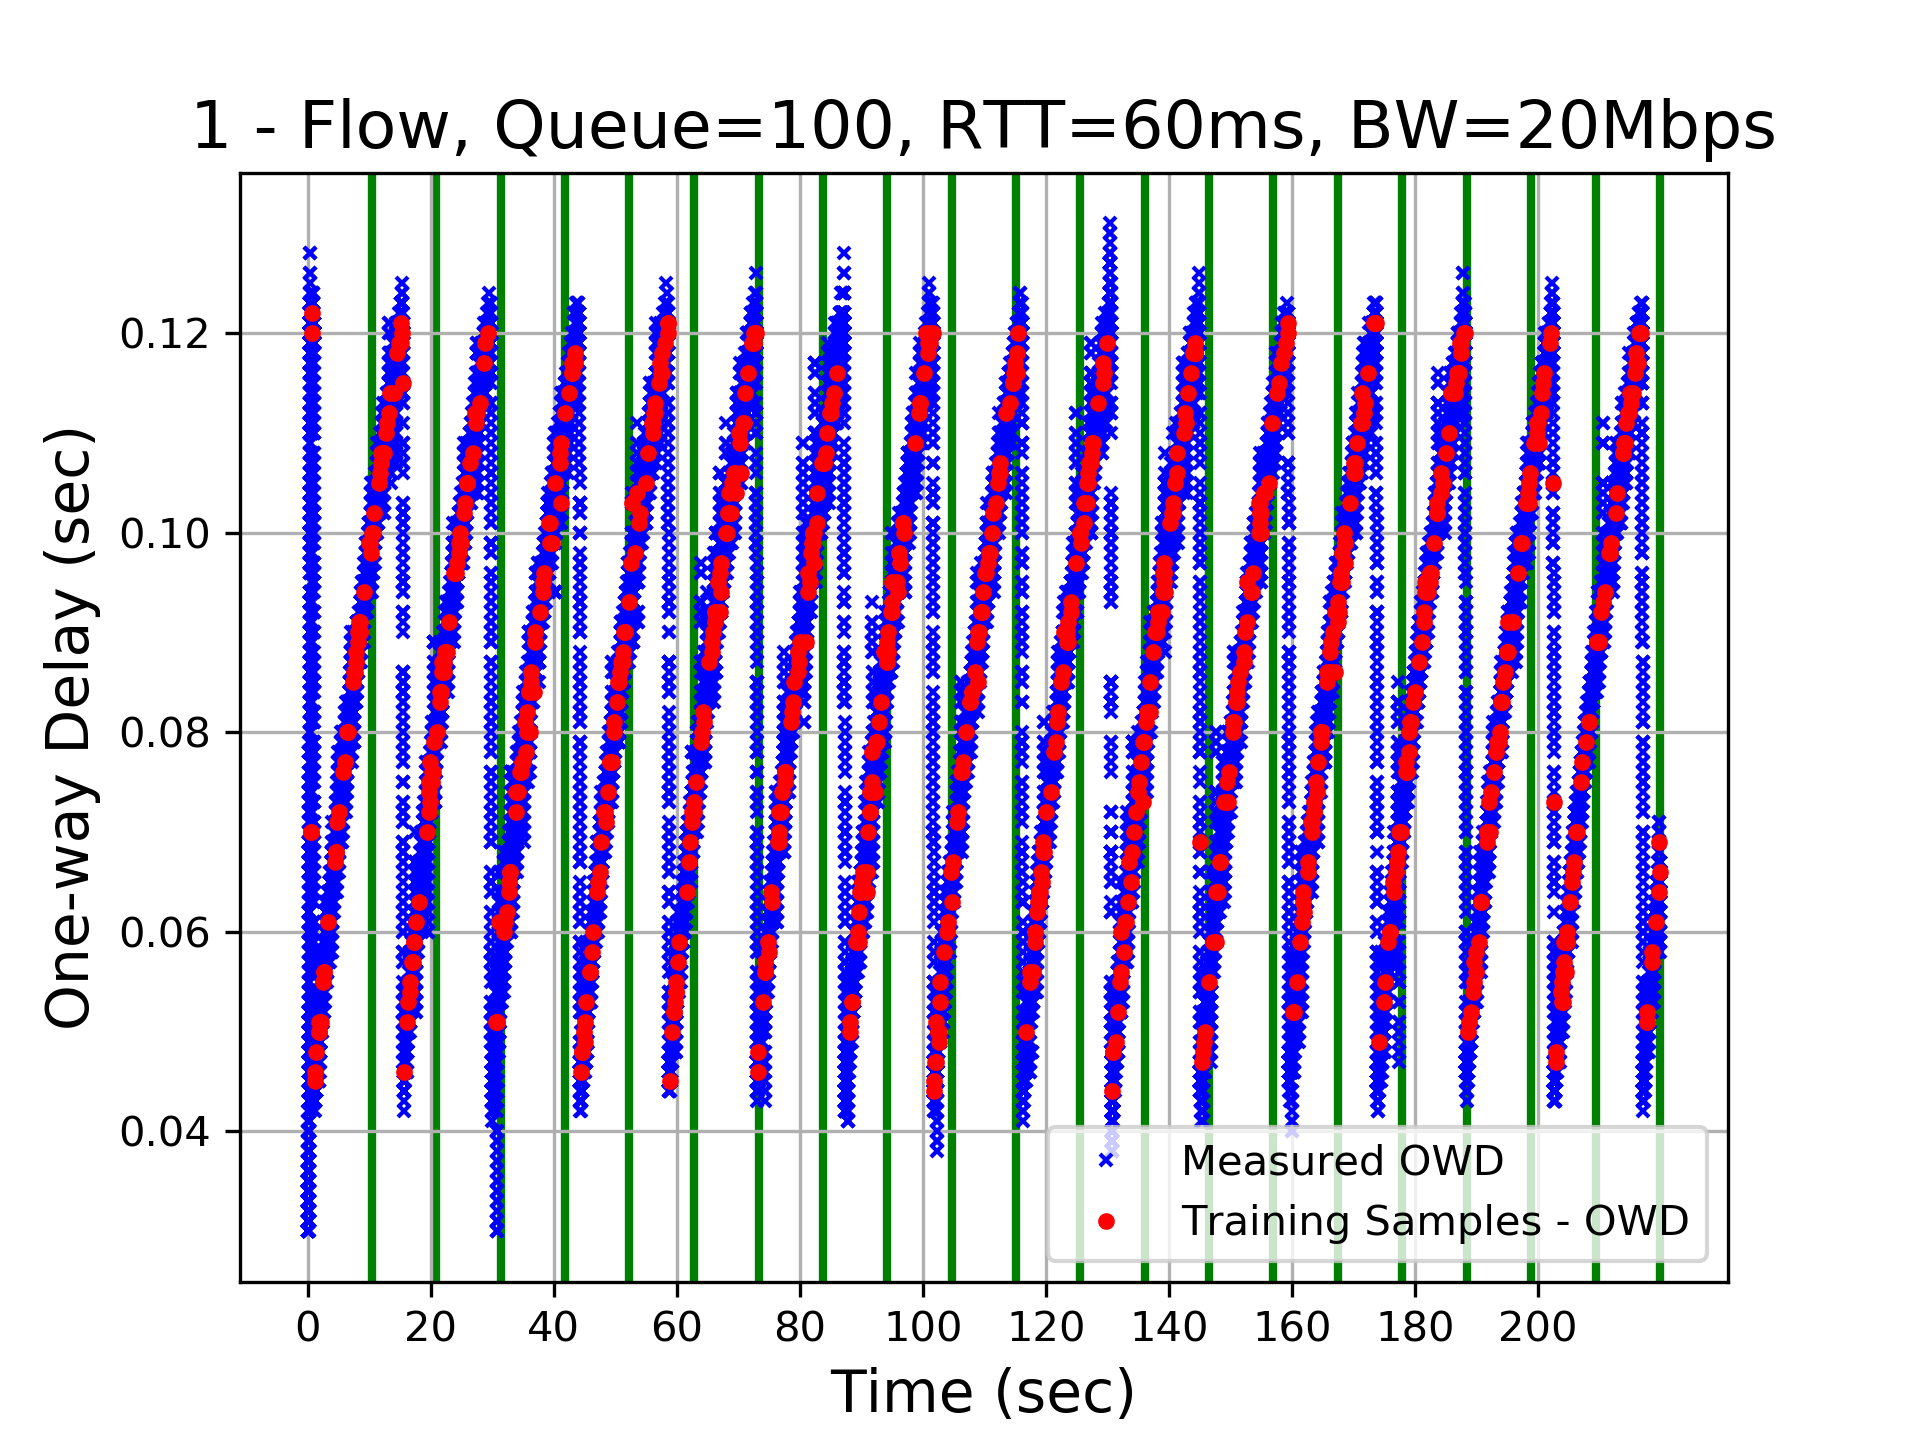 1 - Flow, Queue=100, RTT=60ms, BW=20Mbps
One-way Delay (sec)
0.12
0.10
0.08
0.06
0.04
Measured OWD
Training Samples - OWD
0 20 40 60 80 100 120 140 160 180 200
Time (sec)